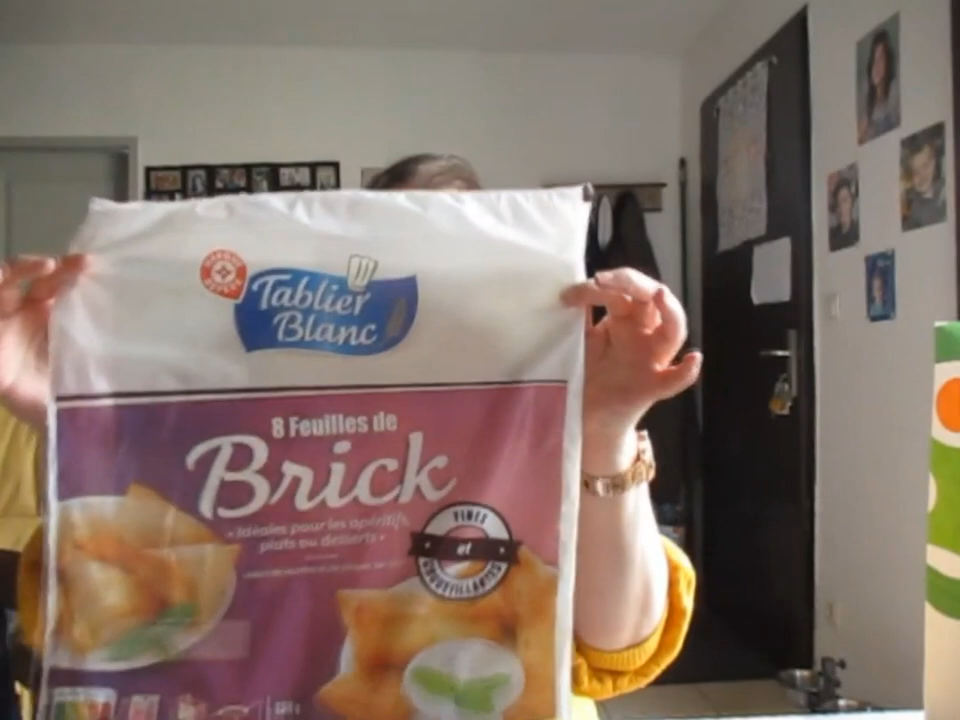 Tablier
Blanc
8 Feuilles de
Brick
• Idéales pour les apéritifs,
plats ou desserts •
FINES
et
CROUSTILLANTES